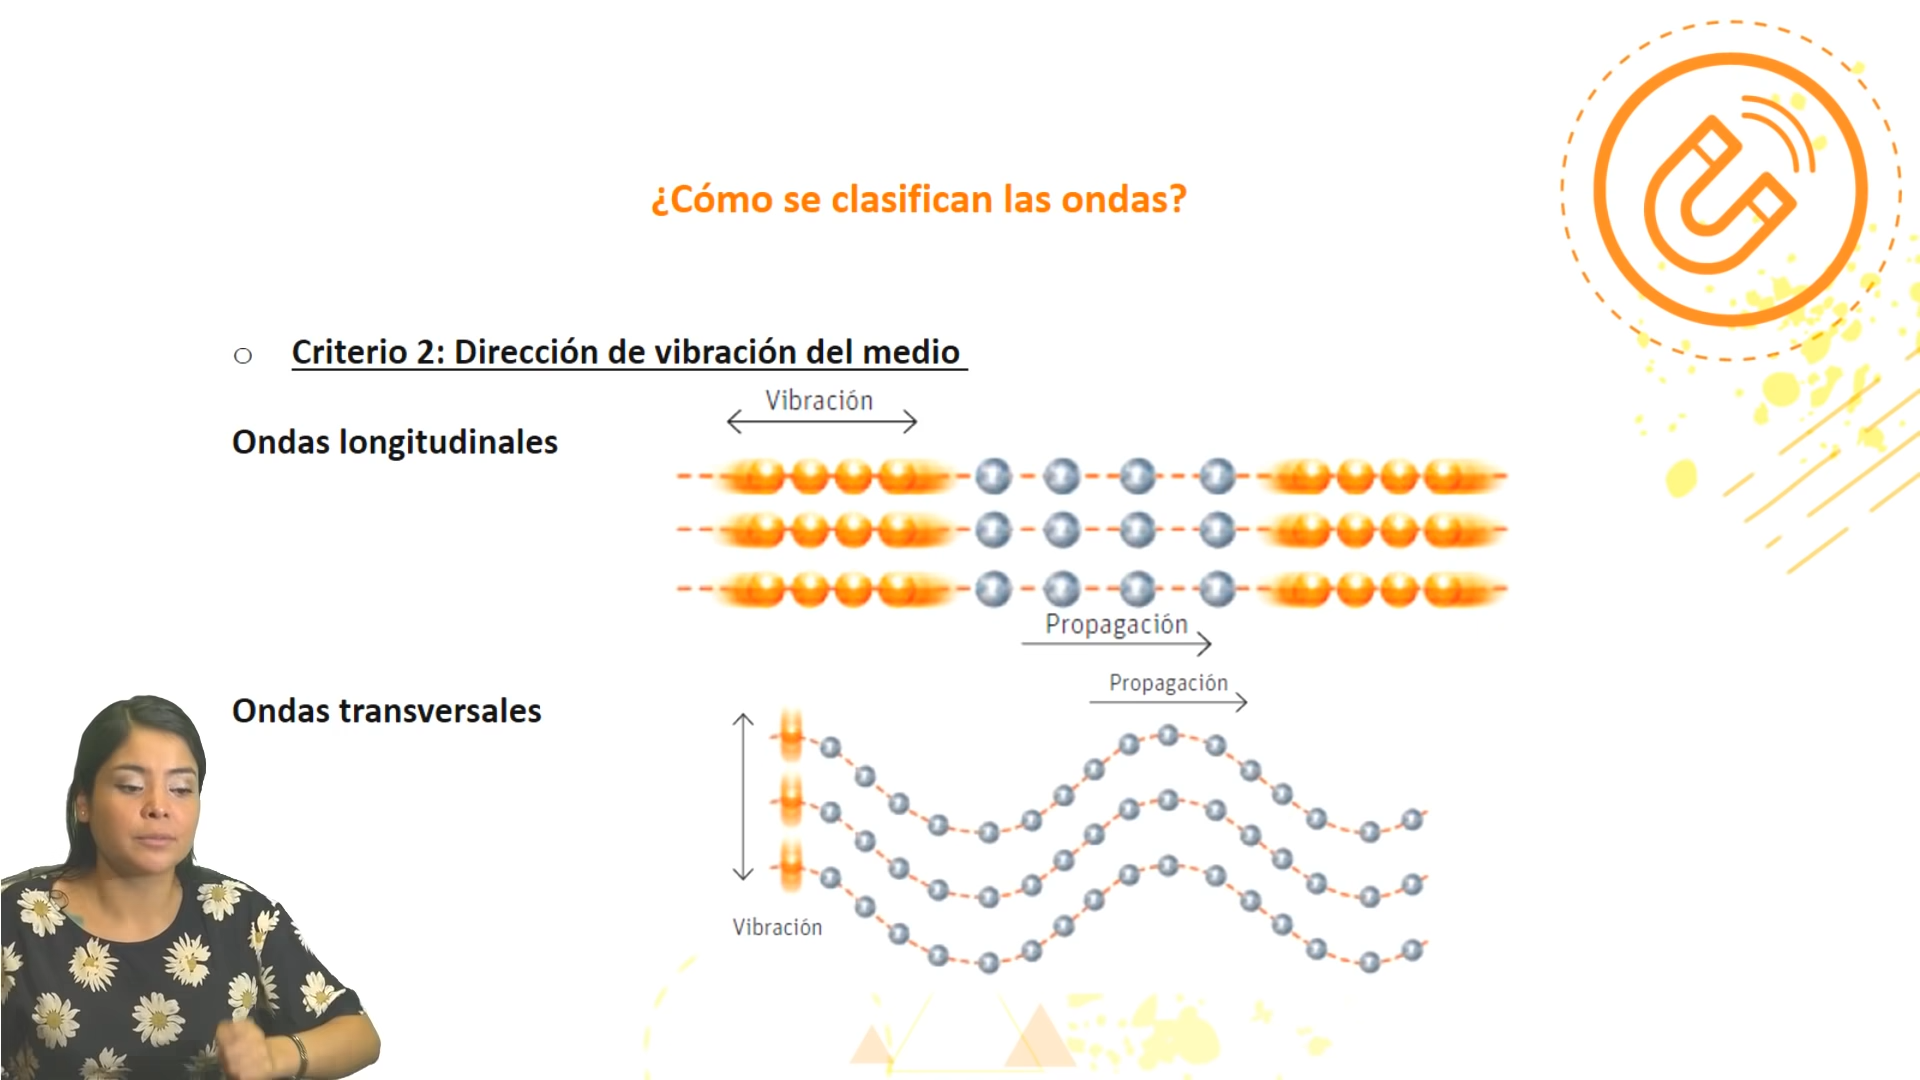 ¿Cómo se clasifican las ondas?
Criterio 2: Dirección de vibración del medio
Vibración
Ondas longitudinales
Propagación
Propagación
Ondas transversales
Vibración